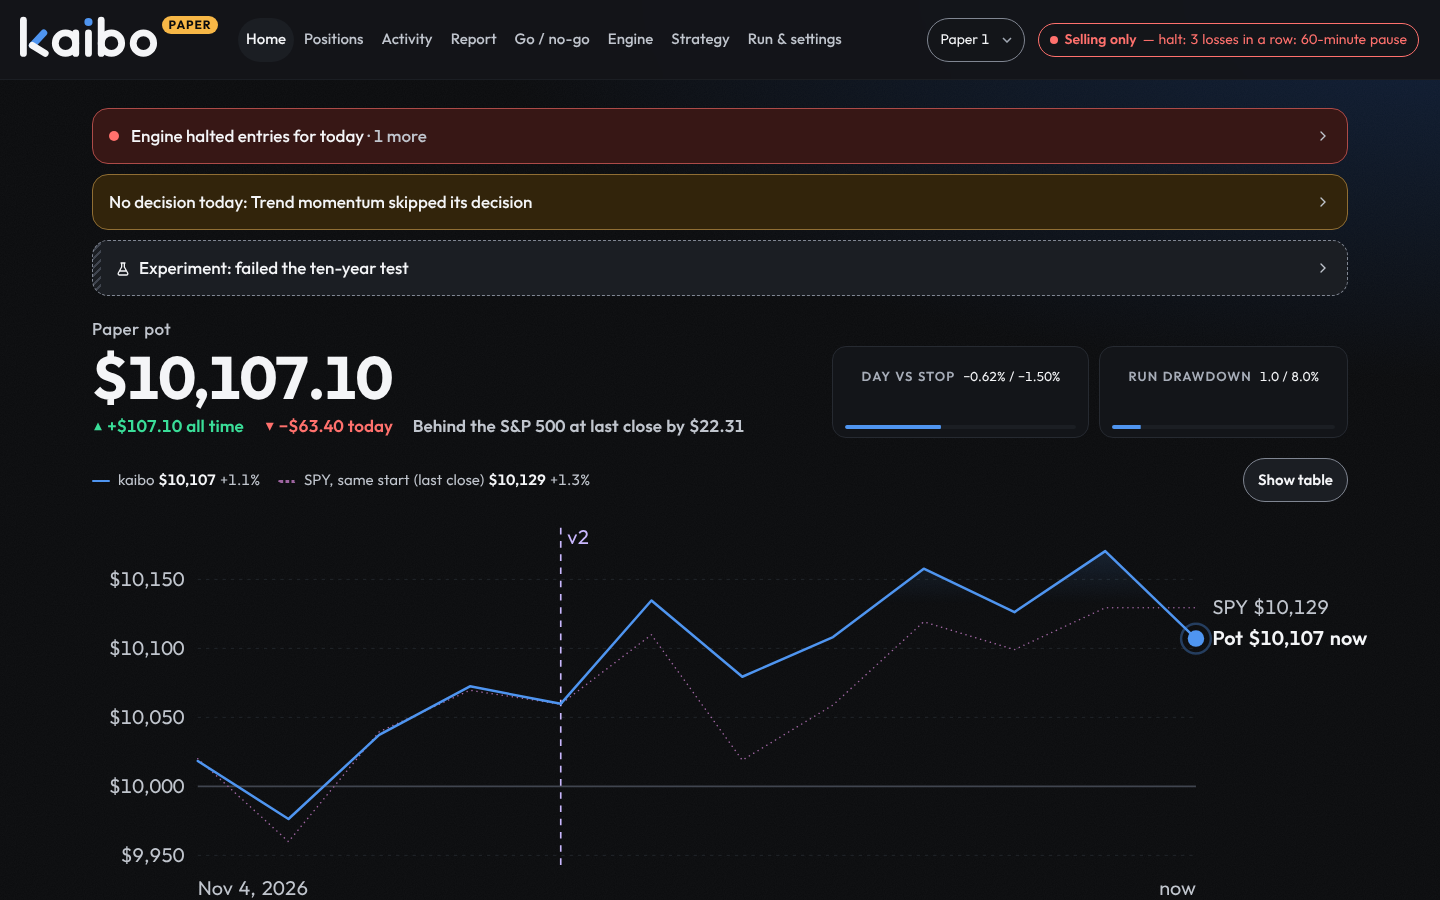 kaibo PAPER
Home Positions Activity Report Go / no-go Engine Strategy Run & settings
Paper 1
Selling only — halt: 3 losses in a row: 60-minute pause
Engine halted entries for today · 1 more
No decision today: Trend momentum skipped its decision
Experiment: failed the ten-year test
Paper pot
$10,107.10
▲ +$107.10 all time ▼ −$63.40 today Behind the S&P 500 at last close by $22.31
DAY VS STOP −0.62% / −1.50%
RUN DRAWDOWN 1.0 / 8.0%
kaibo $10,107 +1.1% SPY, same start (last close) $10,129 +1.3%
Show table
v2
$10,150
$10,100
$10,050
$10,000
$9,950
SPY $10,129
Pot $10,107 now
Nov 4, 2026
now